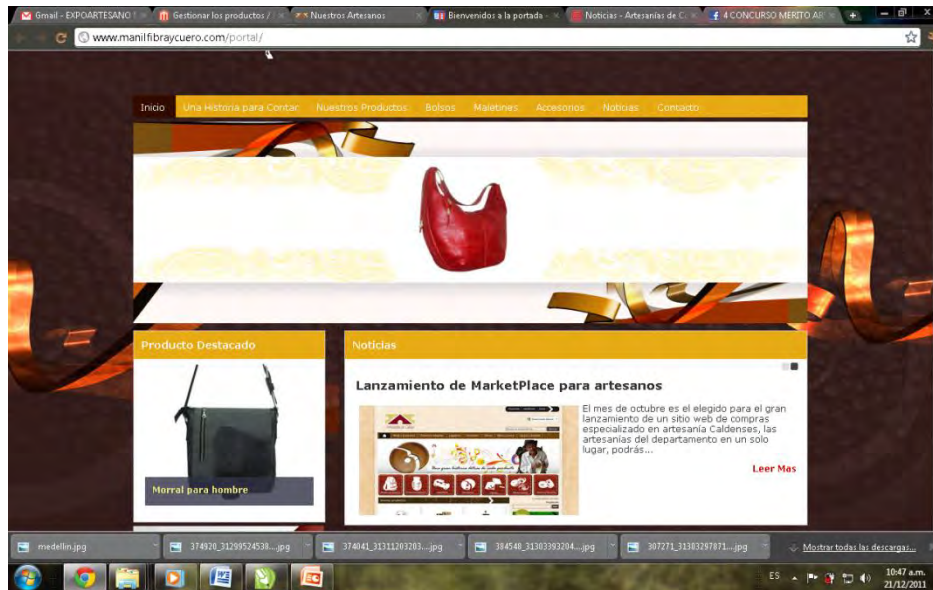 Gmail - EXPOARTESANO
Gestionar los productos /
Nuestros Artesanos
Bienvenidos a la portada -
Noticias - Artesanías de C
4 CONCURSO MERITO AR
www.manilfibraycuero.com/portal/
Inicio Una Historia para Contar Nuestros Productos Bolsos Maletines Accesorios Noticias Contacto
Producto Destacado
Morral para hombre
Noticias
Lanzamiento de MarketPlace para artesanos
El mes de octubre es el elegido para el gran
lanzamiento de un sitio web de compras
especializado en artesanía Caldenses, las
artesanías del departamento en un solo
lugar, podrás...
Leer Mas
medellin.jpg
374920_31299524538...jpg
374041_31311203203...jpg
384548_31303393204...jpg
307271_31303297871...jpg
Mostrar todas las descargas...
ES
10:47 a.m.
21/12/2011